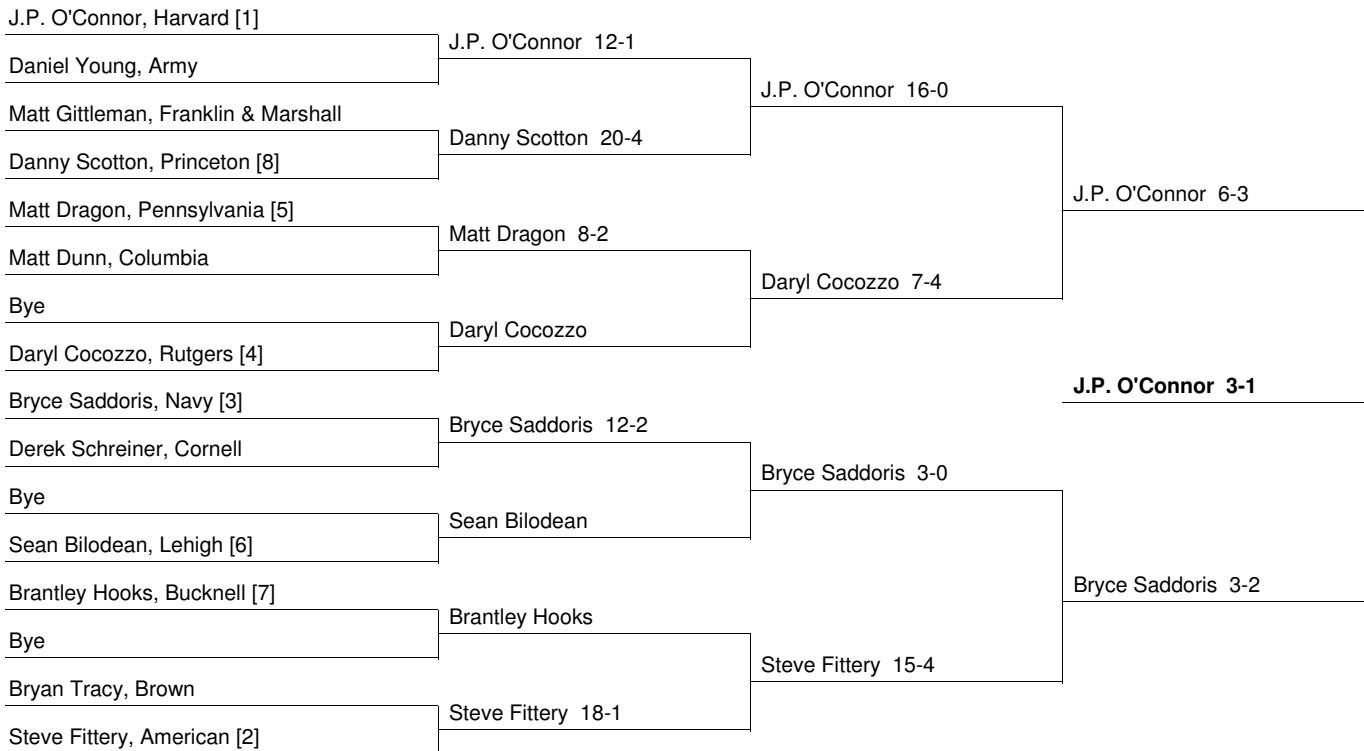 J.P. O'Connor, Harvard [1]
J.P. O'Connor 12-1
Daniel Young, Army
J.P. O'Connor 16-0
Matt Gittleman, Franklin & Marshall
Danny Scotton 20-4
Danny Scotton, Princeton [8]
J.P. O'Connor 6-3
Matt Dragon, Pennsylvania [5]
Matt Dragon 8-2
Matt Dunn, Columbia
Daryl Cocozzo 7-4
Bye
Daryl Cocozzo
Daryl Cocozzo, Rutgers [4]
J.P. O'Connor 3-1
Bryce Saddoris, Navy [3]
Bryce Saddoris 12-2
Derek Schreiner, Cornell
Bryce Saddoris 3-0
Bye
Sean Bilodean
Sean Bilodean, Lehigh [6]
Bryce Saddoris 3-2
Brantley Hooks, Bucknell [7]
Brantley Hooks
Bye
Steve Fittery 15-4
Bryan Tracy, Brown
Steve Fittery 18-1
Steve Fittery, American [2]